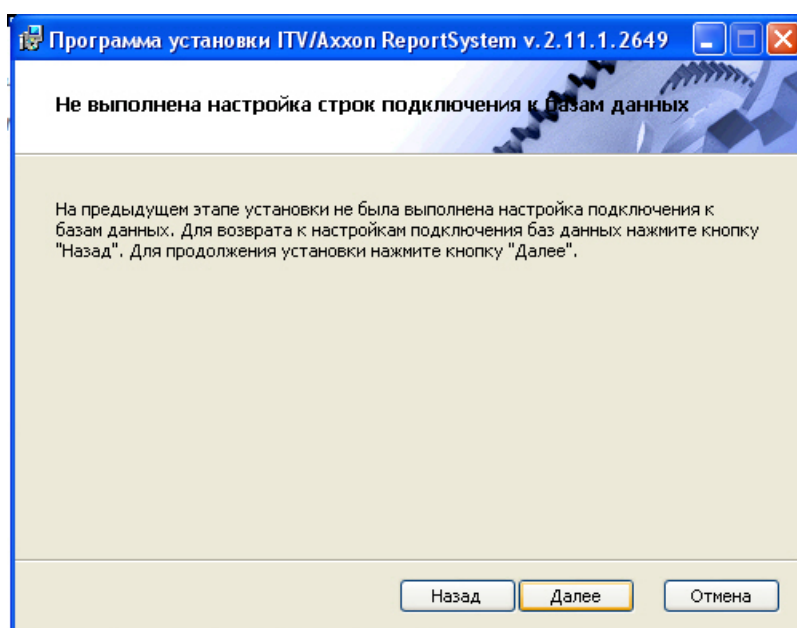 Программа установки ITV/Axxon ReportSystem v.2.11.1.2649
Не выполнена настройка строк подключения к базам данных
На предыдущем этапе установки не была выполнена настройка подключения к
базам данных. Для возврата к настройкам подключения баз данных нажмите кнопку
"Назад". Для продолжения установки нажмите кнопку "Далее".
Назад Далее Отмена